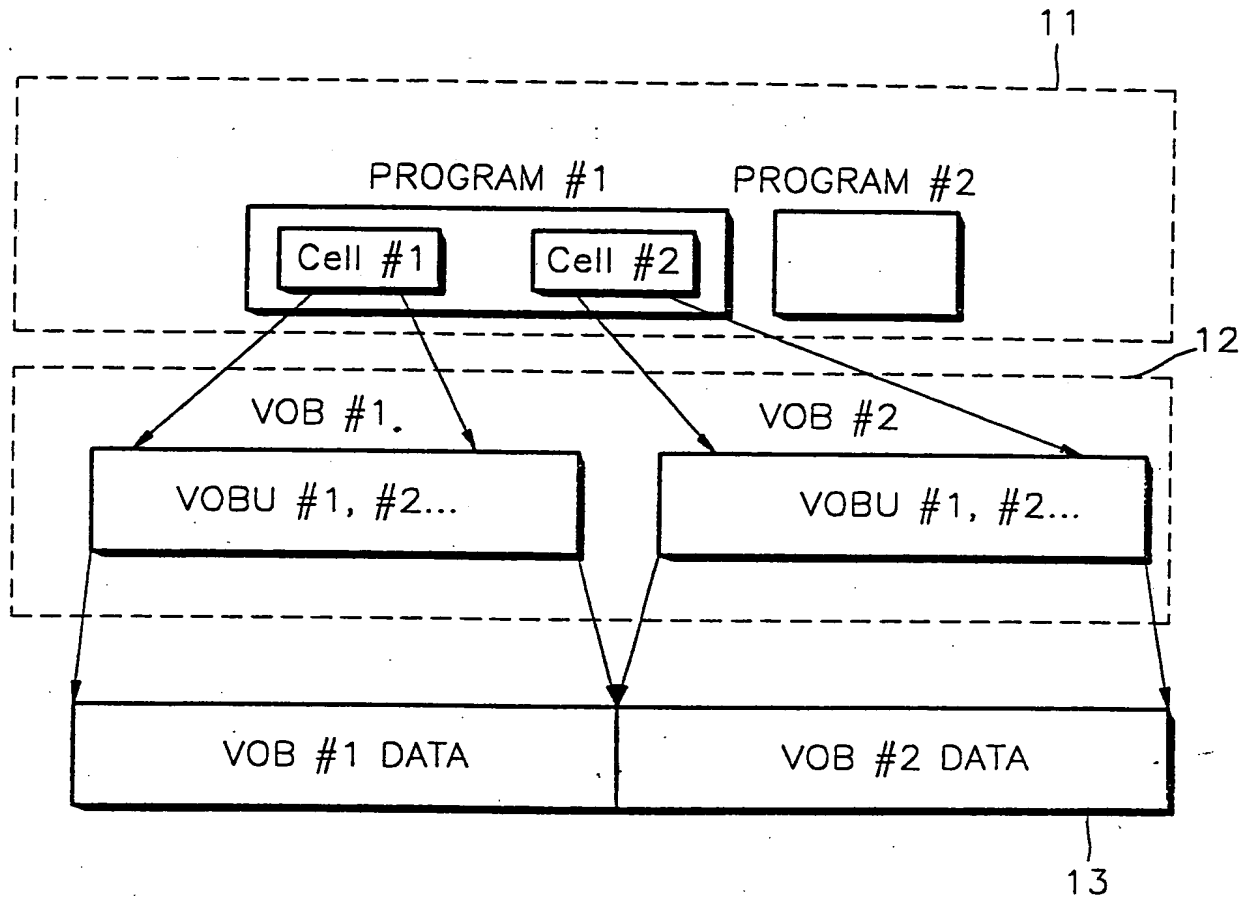 11
PROGRAM #1
PROGRAM #2
Cell #1
Cell #2
12
VOB #1
VOB #2
VOBU #1, #2...
VOBU #1, #2...
VOB #1 DATA
VOB #2 DATA
13